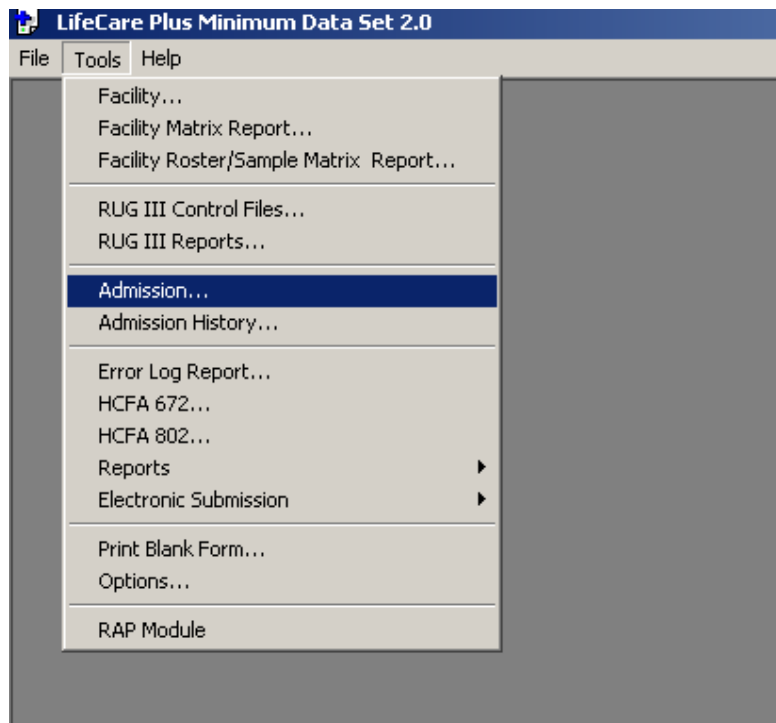 LifeCare Plus Minimum Data Set 2.0
File Tools Help
Facility...
Facility Matrix Report...
Facility Roster/Sample Matrix  Report...
RUG III Control Files...
RUG III Reports...
Admission...
Admission History...
Error Log Report...
HCFA 672...
HCFA 802...
Reports
Electronic Submission
Print Blank Form...
Options...
RAP Module